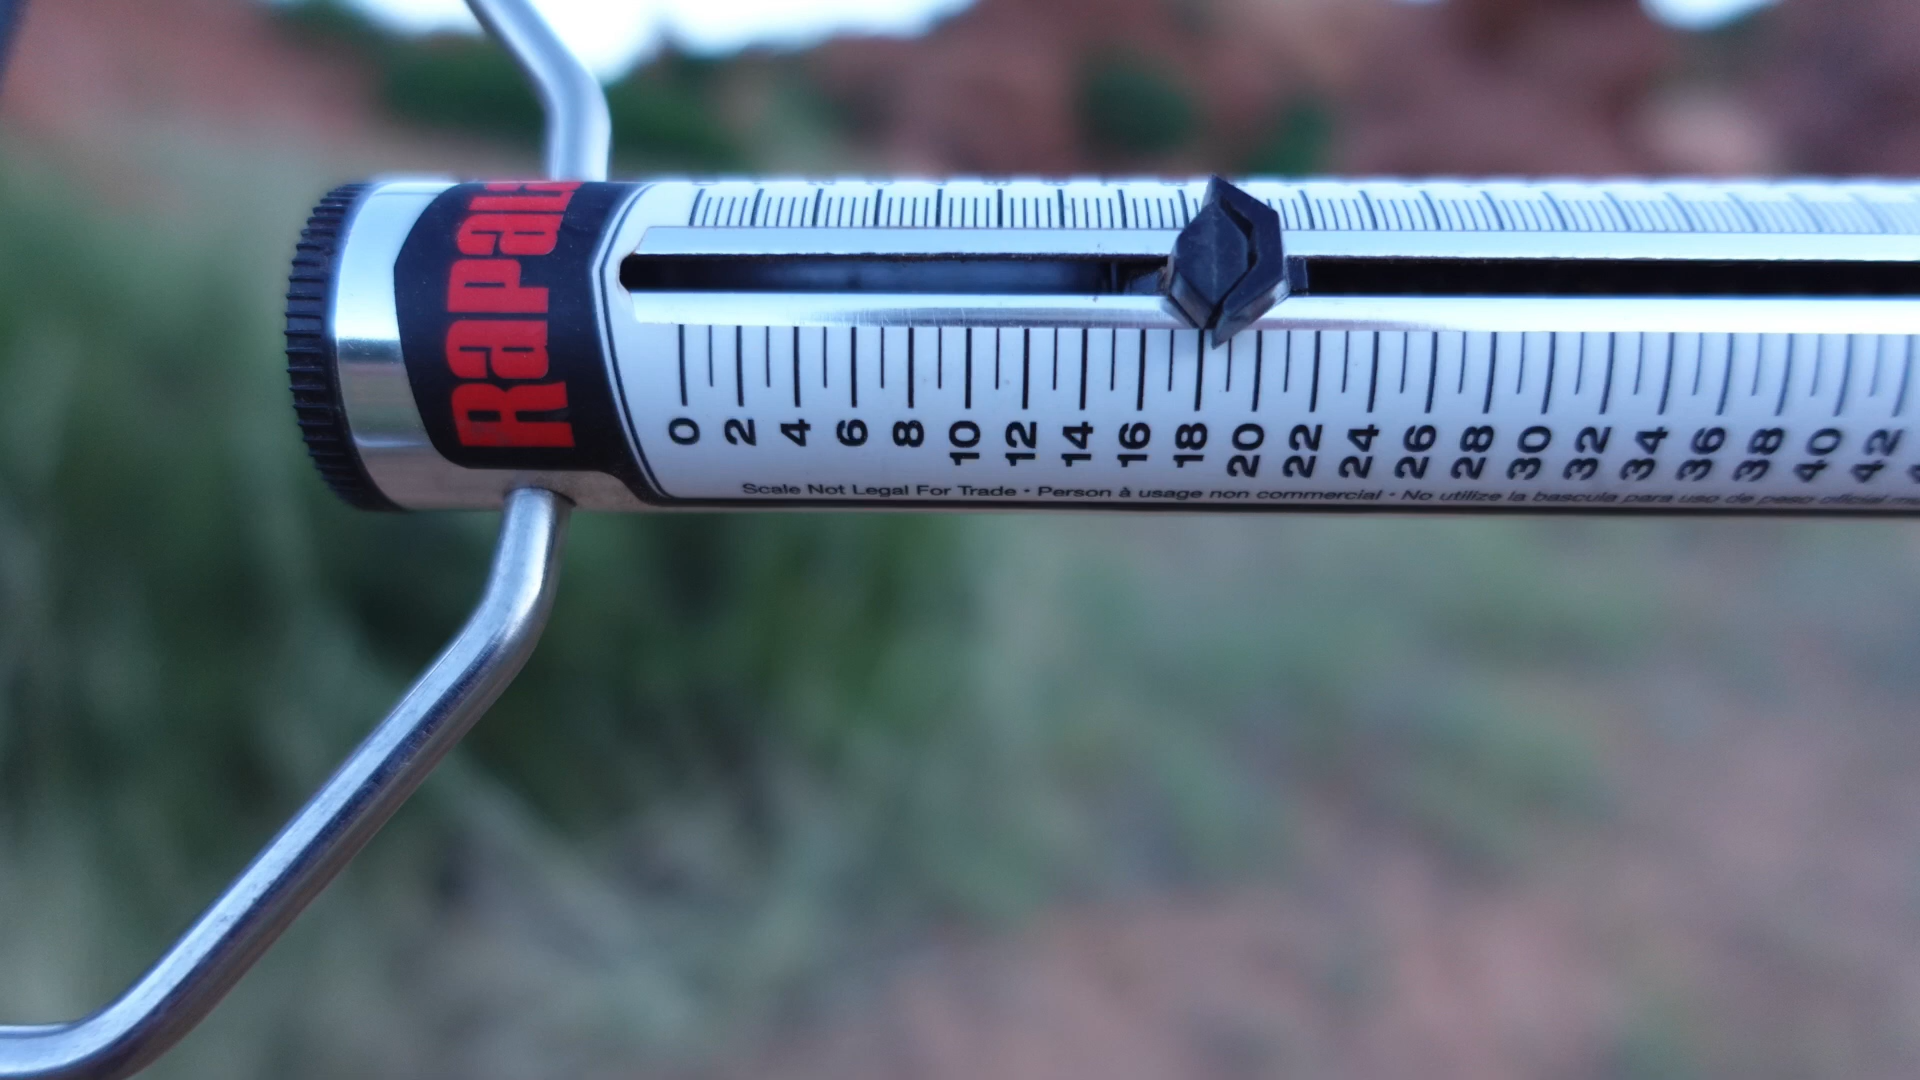 Rapal
0 2 4 6 8 10 12 14 16 18 20 22 24 26 28 30 32 34 36 38 40 42
Scale Not Legal For Trade • Person à usage non commercial • No utilize la bascula para uso de peso oficial